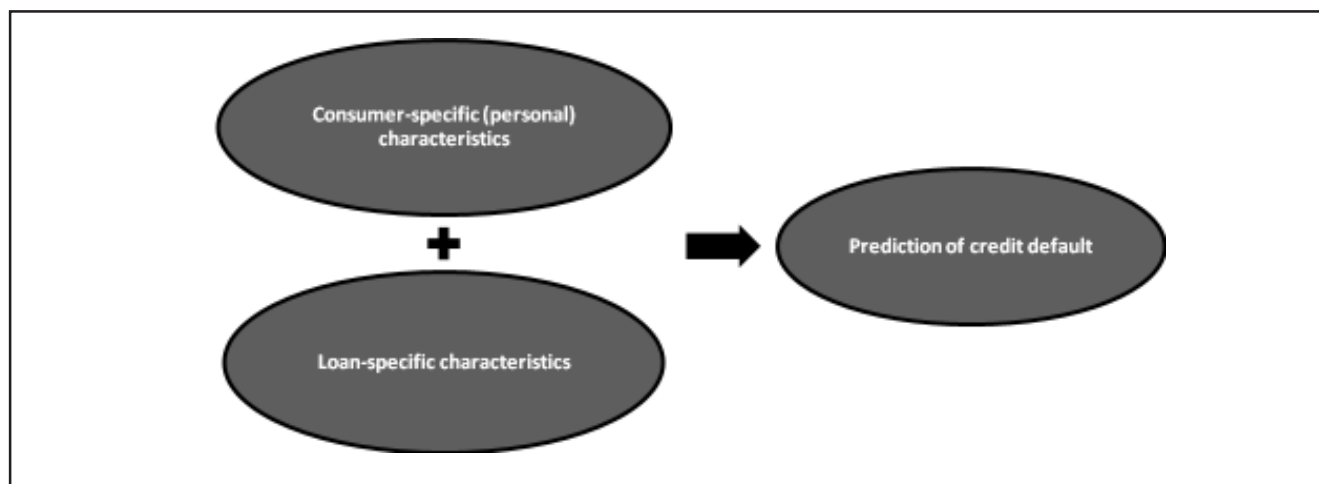 Consumer-specific (personal)
characteristics
Loan-specific characteristics
Prediction of credit default